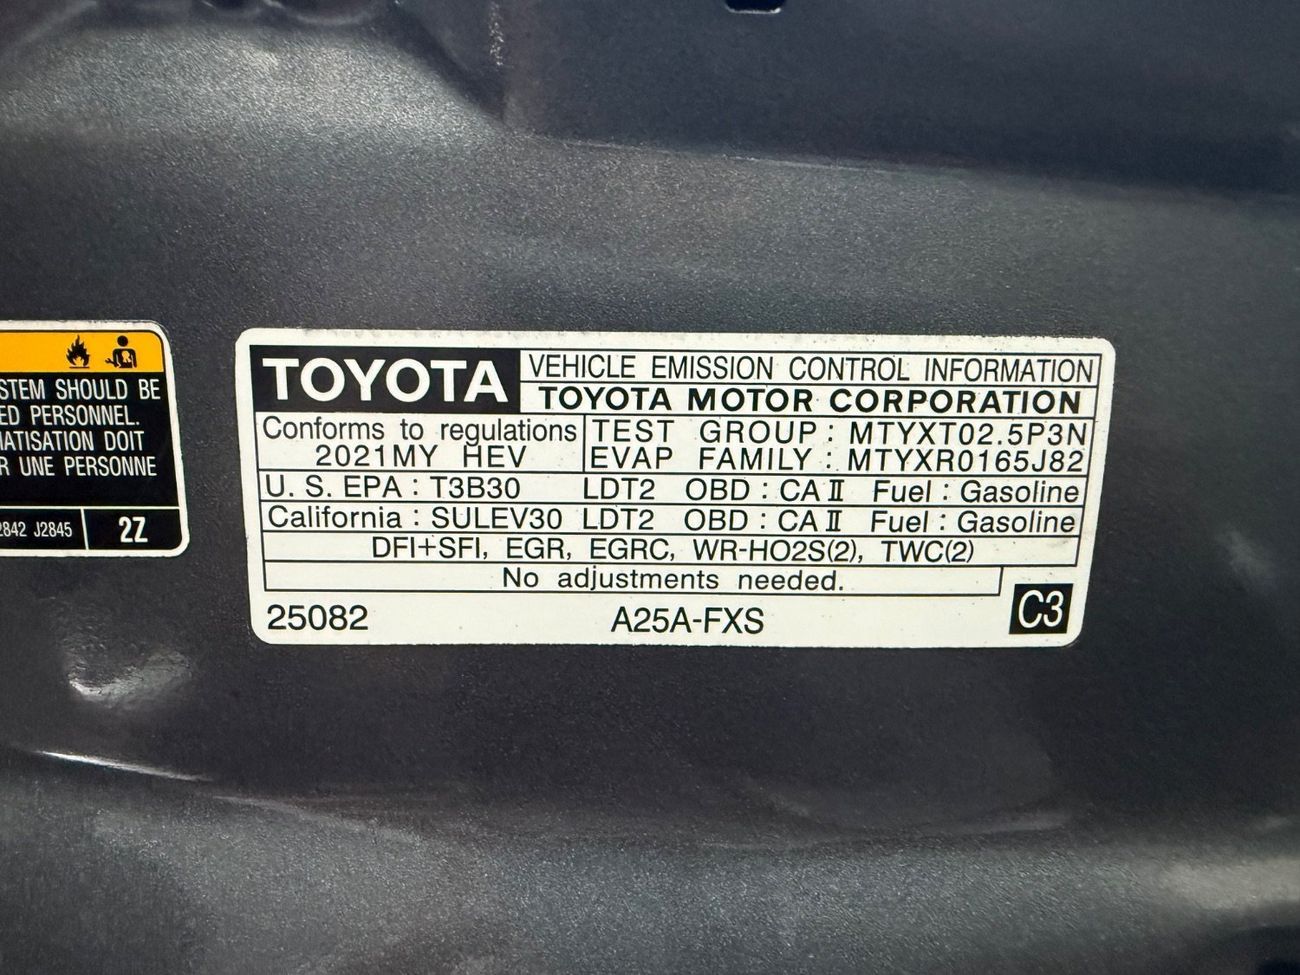 STEM SHOULD BE
ED PERSONNEL.
IATISATION DOIT
R UNE PERSONNE
2842 J2845 2Z
TOYOTA VEHICLE EMISSION CONTROL INFORMATION
TOYOTA MOTOR CORPORATION
Conforms to regulations TEST GROUP : MTYXT02.5P3N
2021MY HEV EVAP FAMILY : MTYXR0165J82
U. S. EPA : T3B30 LDT2 OBD : CA II Fuel : Gasoline
California : SULEV30 LDT2 OBD : CA II Fuel : Gasoline
DFI+SFI, EGR, EGRC, WR-HO2S(2), TWC(2)
No adjustments needed.
25082 A25A-FXS C3